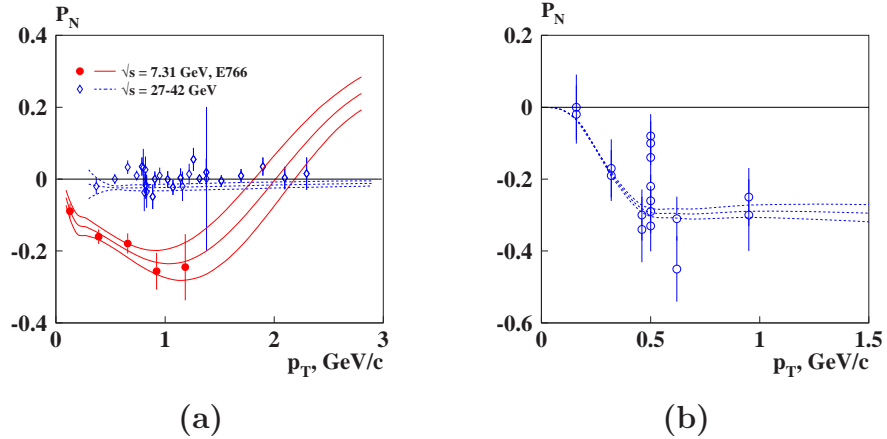 P_N
0.4
0.2
0
-0.2
-0.4
√s = 7.31 GeV, E766
√s = 27-42 GeV
0 1 2 3
p_T, GeV/c
(a)
P_N
0.2
0
-0.2
-0.4
-0.6
0 0.5 1 1.5
p_T, GeV/c
(b)